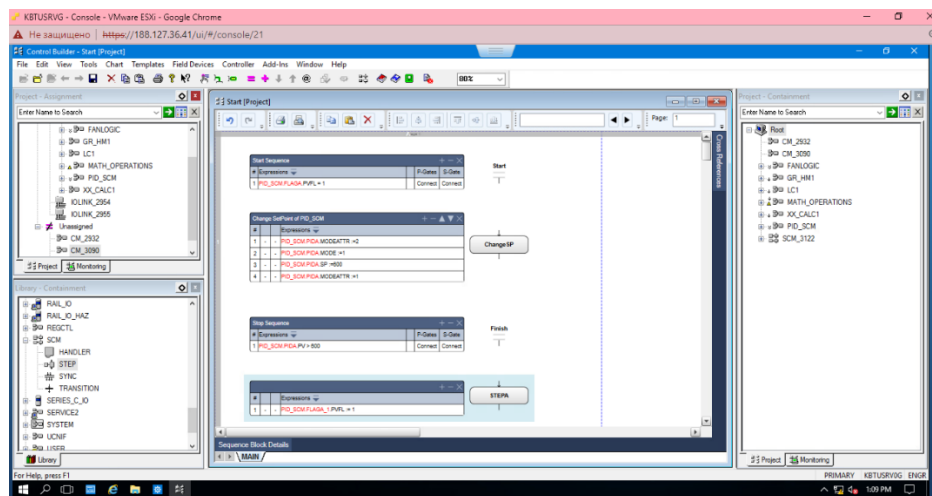 KBTUSRVG - Console - VMware ESXi - Google Chrome
Не защищено | https://188.127.36.41/ui/#/console/21
Control Builder - Start [Project]
File Edit View Tools Chart Templates Field Devices Controller Add-Ins Window Help
80%
Project - Assignment
Enter Name to Search
FANLOGIC
GR_HM1
LC1
MATH_OPERATIONS
PID_SCM
XX_CALC1
IOLINK_2954
IOLINK_2955
Unassigned
CM_2932
CM_3090
Project Monitoring
Library - Containment
RAIL_IO
RAIL_IO_HAZ
REGCTL
SCM
HANDLER
STEP
SYNC
TRANSITION
SERIES_C_IO
SERVICE2
SYSTEM
UCNIF
USER
Library
Start [Project]
Page: 1
Cross References
Start Sequence
# Expressions P-Gates S-Gate
1 PID_SCM.FLAGA.PVFL = 1 Connect Connect
Start
Change SetPoint of PID_SCM
# Expressions
1 - - PID_SCM.PIDA.MODEATTR :=2
2 - - PID_SCM.PIDA.MODE :=1
3 - - PID_SCM.PIDA.SP :=600
4 - - PID_SCM.PIDA.MODEATTR :=1
ChangeSP
Stop Sequence
# Expressions P-Gates S-Gate
1 PID_SCM.PIDA.PV > 600 Connect Connect
Finish
# Expressions
1 - - PID_SCM.FLAGA_1.PVFL := 1
STEPA
Sequence Block Details
MAIN
Project - Containment
Enter Name to Search
Root
CM_2932
CM_3090
FANLOGIC
GR_HM1
LC1
MATH_OPERATIONS
XX_CALC1
PID_SCM
SCM_3122
Project Monitoring
For Help, press F1
PRIMARY KBTUSRV0G ENGR
1:09 PM